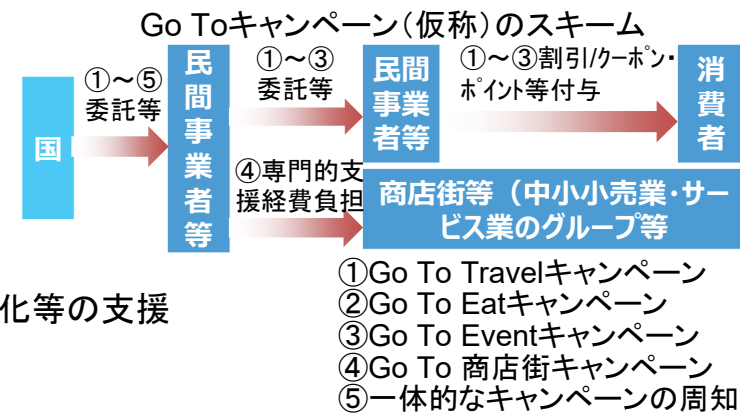 Go Toキャンペーン（仮称）のスキーム
国
①～⑤
委託等
民
間
事
業
者
等
①～③
委託等
民間
事業
者等
①～③割引/クーポン・
ポイント等付与
消
費
者
④専門的支
援経費負担
商店街等（中小小売業・サー
ビス業のグループ等
化等の支援
①Go To Travelキャンペーン
②Go To Eatキャンペーン
③Go To Eventキャンペーン
④Go To 商店街キャンペーン
⑤一体的なキャンペーンの周知